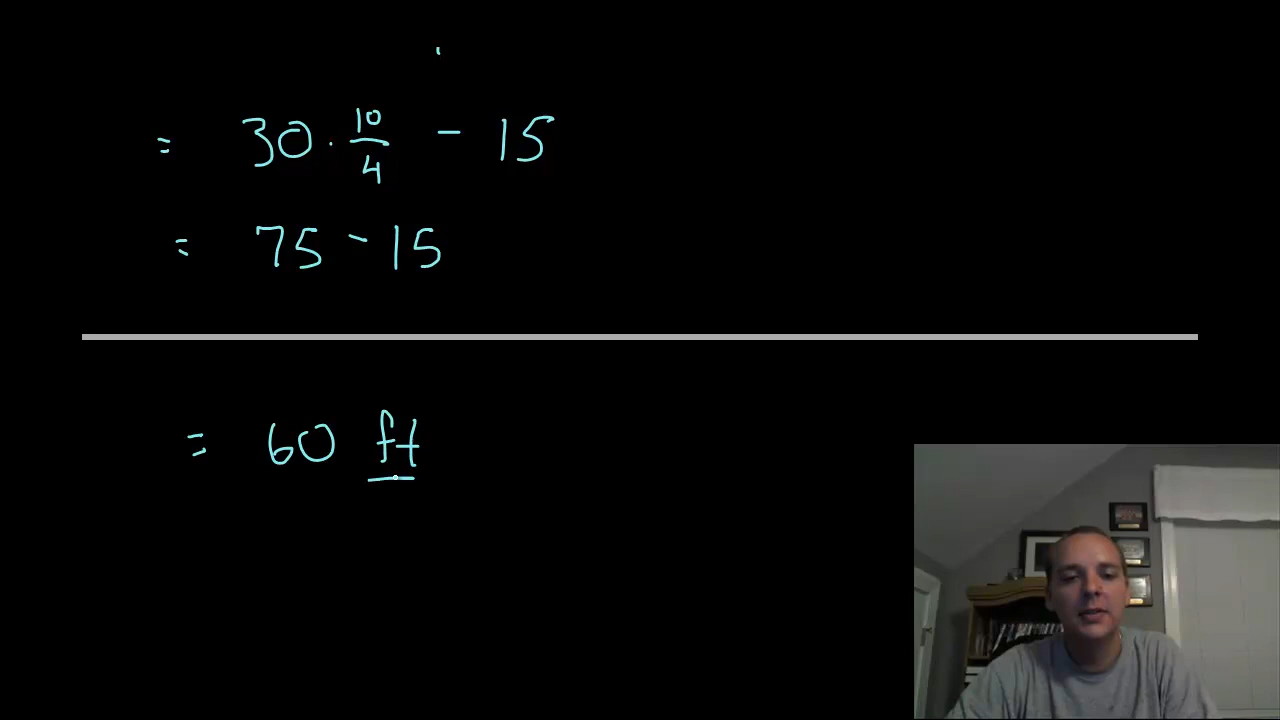 = 30 · 10/4 - 15
= 75 - 15
= 60 ft